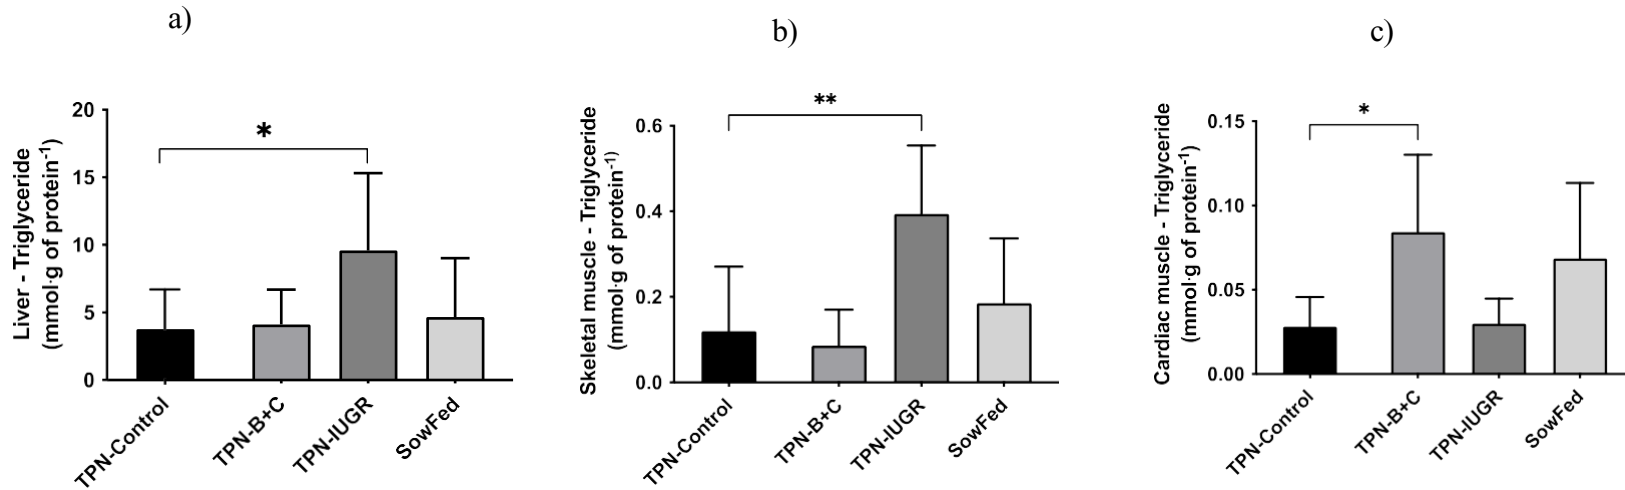 a)
Liver - Triglyceride
(mmol·g of protein⁻¹)
20
15
10
5
0
*
TPN-Control
TPN-B+C
TPN-IUGR
SowFed
b)
Skeletal muscle - Triglyceride
(mmol·g of protein⁻¹)
0.6
0.4
0.2
0.0
**
TPN-Control
TPN-B+C
TPN-IUGR
SowFed
c)
Cardiac muscle - Triglyceride
(mmol·g of protein⁻¹)
0.15
0.10
0.05
0.00
*
TPN-Control
TPN-B+C
TPN-IUGR
SowFed